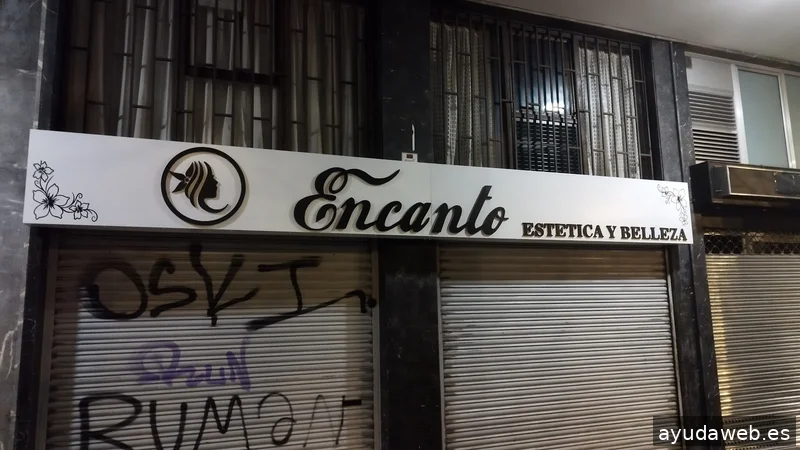 Encanto
ESTETICA Y BELLEZA
OSKI
RUMAN
ayudaweb.es